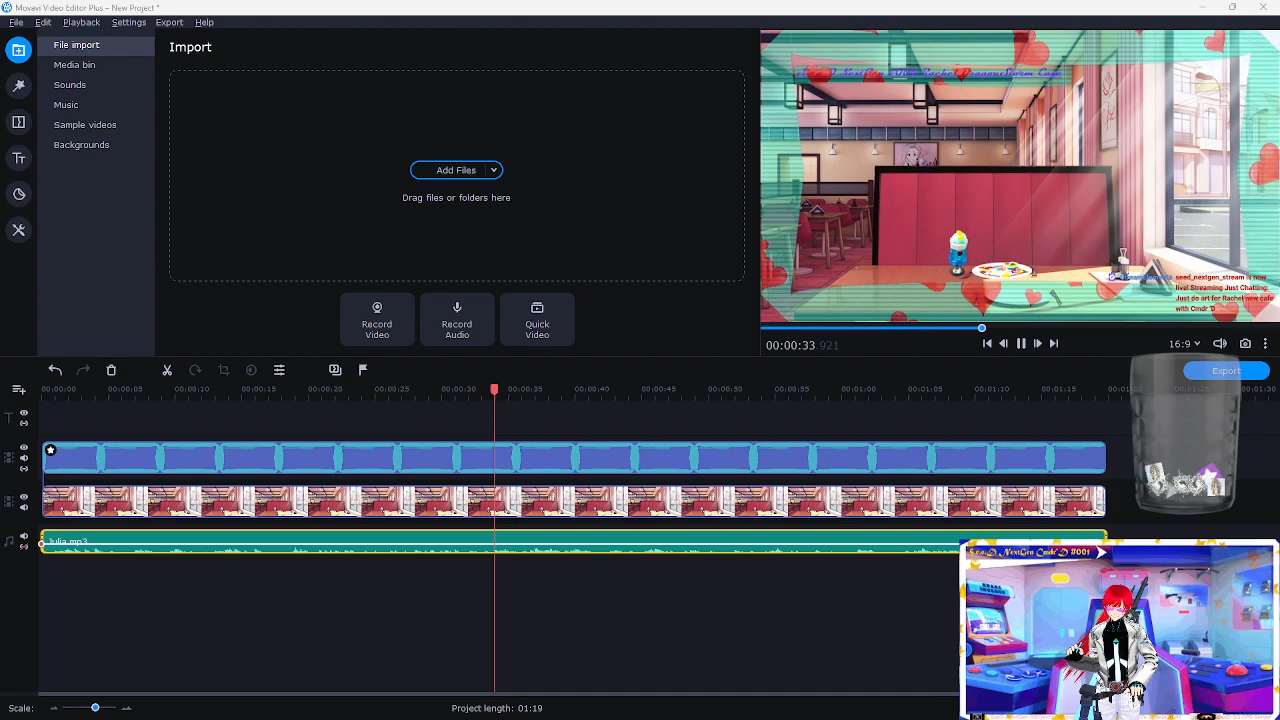 Movavi Video Editor Plus – New Project *
File Edit Playback Settings Export Help
File import
Media bin
Sounds
Music
Sample videos
Backgrounds
Import
Add Files
Drag files or folders here
Record Video
Record Audio
Quick Video
seed_nextgen_stream is now
live! Streaming Just Chatting:
Just do art for Rachel new cafe
with Cmdr 'D
00:00:33.921
16:9
Export
00:00:00 00:00:05 00:00:10 00:00:15 00:00:20 00:00:25 00:00:30 00:00:35 00:00:40 00:00:45 00:00:50 00:00:55 00:01:00 00:01:05 00:01:10 00:01:15 00:01:30
Julia.mp3
S.e.e.D NextGen Cmdr'D #001
Scale:
Project length: 01:19